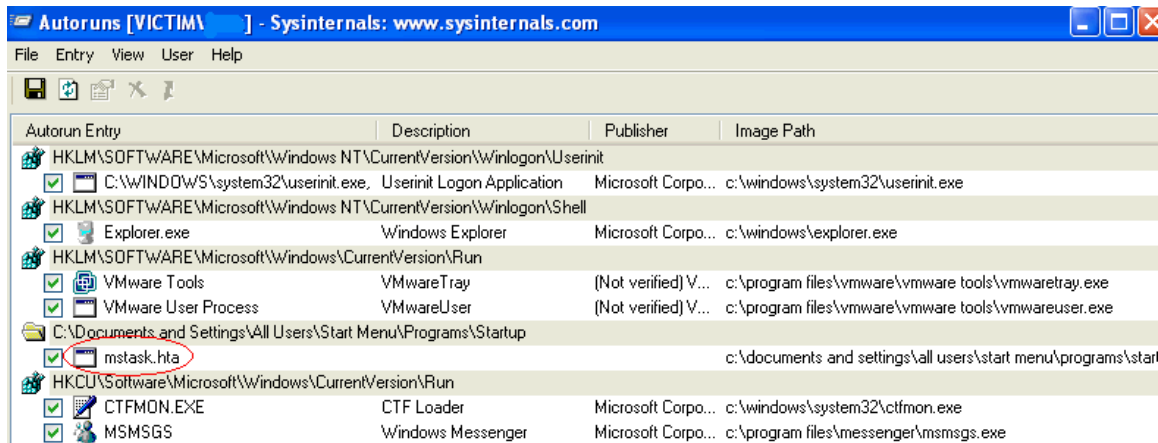 Autoruns [VICTIM\ ] - Sysinternals: www.sysinternals.com
File Entry View User Help
Autorun Entry Description Publisher Image Path
HKLM\SOFTWARE\Microsoft\Windows NT\CurrentVersion\Winlogon\Userinit
C:\WINDOWS\system32\userinit.exe, Userinit Logon Application Microsoft Corpo... c:\windows\system32\userinit.exe
HKLM\SOFTWARE\Microsoft\Windows NT\CurrentVersion\Winlogon\Shell
Explorer.exe Windows Explorer Microsoft Corpo... c:\windows\explorer.exe
HKLM\SOFTWARE\Microsoft\Windows\CurrentVersion\Run
VMware Tools VMwareTray (Not verified) V... c:\program files\vmware\vmware tools\vmwaretray.exe
VMware User Process VMwareUser (Not verified) V... c:\program files\vmware\vmware tools\vmwareuser.exe
C:\Documents and Settings\All Users\Start Menu\Programs\Startup
mstask.hta c:\documents and settings\all users\start menu\programs\start
HKCU\Software\Microsoft\Windows\CurrentVersion\Run
CTFMON.EXE CTF Loader Microsoft Corpo... c:\windows\system32\ctfmon.exe
MSMSGS Windows Messenger Microsoft Corpo... c:\program files\messenger\msmsgs.exe